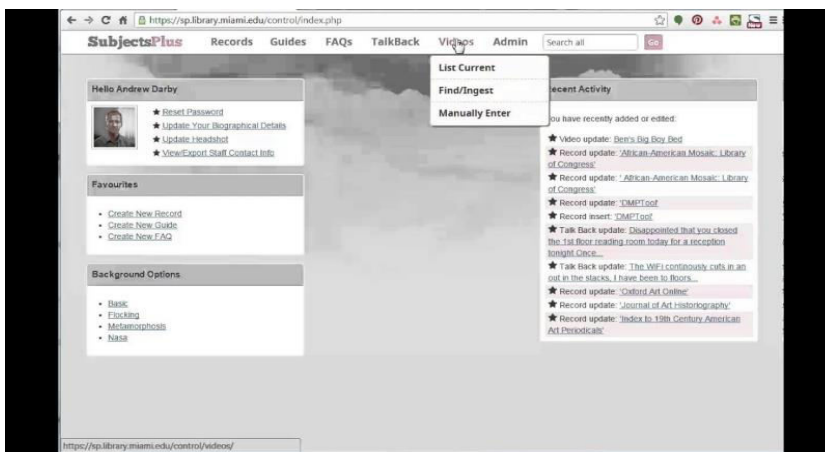 https://sp.library.miami.edu/control/index.php
SubjectsPlus Records Guides FAQs TalkBack Videos Admin Search all Go
List Current
Find/Ingest
Manually Enter
Hello Andrew Darby
★ Reset Password
★ Update Your Biographical Details
★ Update Headshot
★ View/Export Staff Contact Info
Favourites
• Create New Record
• Create New Guide
• Create New FAQ
Background Options
• Basic
• Flocking
• Metamorphosis
• Nasa
ecent Activity
ou have recently added or edited:
★ Video update: Ben's Big Boy Bed
★ Record update: 'African-American Mosaic: Library
of Congress'
★ Record update: ' African-American Mosaic: Library
of Congress'
★ Record update: 'DMPTool'
★ Record insert: 'DMPTool'
★ Talk Back update: Disappointed that you closed
the 1st floor reading room today for a reception
tonight Once...
★ Talk Back update: The WiFi continously cuts in an
out in the stacks, I have been to floors...
★ Record update: 'Oxford Art Online'
★ Record update: 'Journal of Art Historiography'
★ Record update: 'Index to 19th Century American
Art Periodicals'
https://sp.library.miami.edu/control/videos/